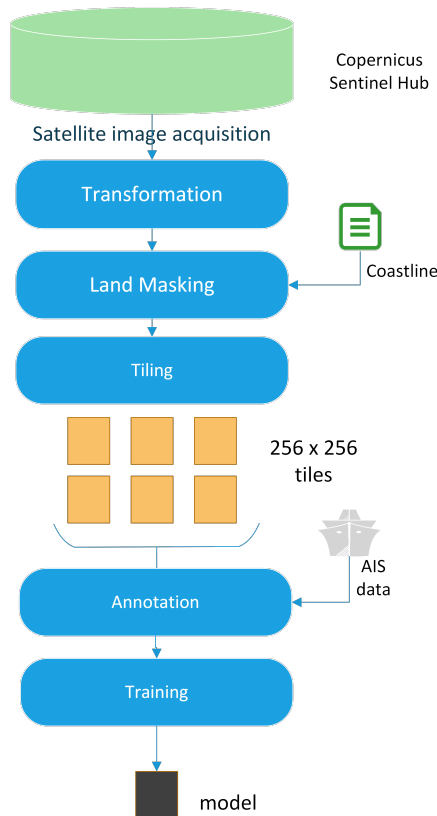 Copernicus
Sentinel Hub
Satellite image acquisition
Transformation
Land Masking
Coastline
Tiling
256 x 256
tiles
AIS
data
Annotation
Training
model